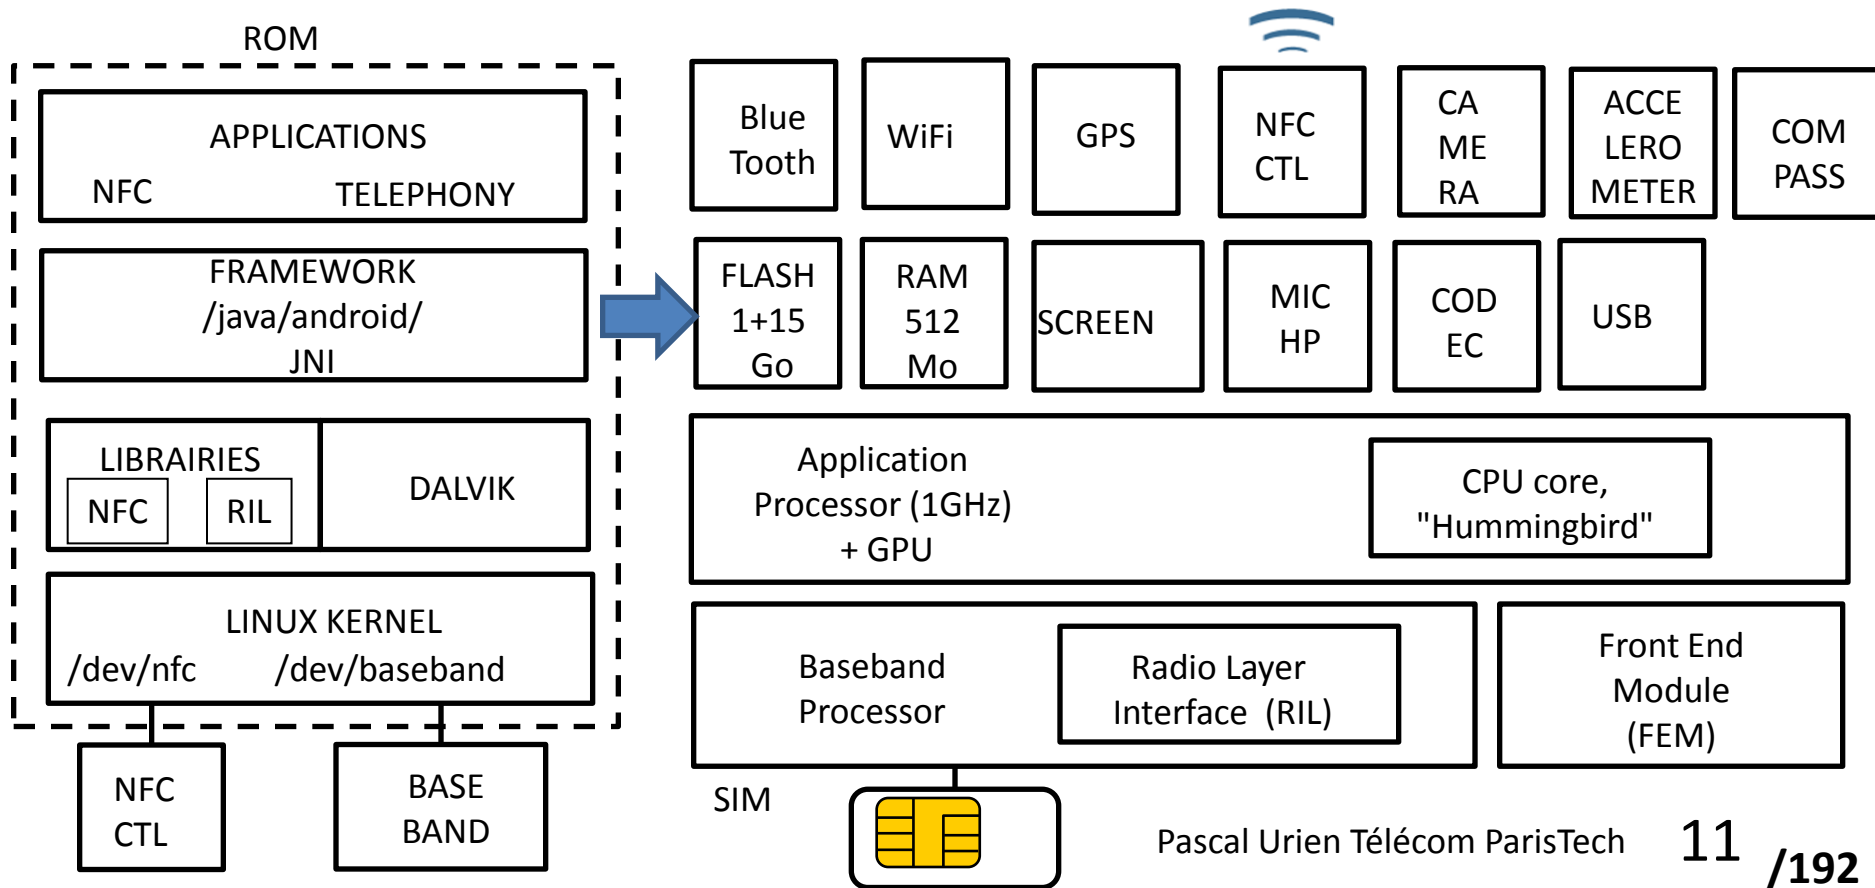 ROM
APPLICATIONS
NFC TELEPHONY
FRAMEWORK
/java/android/
JNI
LIBRAIRIES
NFC RIL
DALVIK
LINUX KERNEL
/dev/nfc /dev/baseband
NFC
CTL
BASE
BAND
Blue
Tooth
WiFi
GPS
NFC
CTL
CA
ME
RA
ACCE
LERO
METER
COM
PASS
FLASH
1+15
Go
RAM
512
Mo
SCREEN
MIC
HP
COD
EC
USB
Application
Processor (1GHz)
+ GPU
CPU core,
"Hummingbird"
Baseband
Processor
Radio Layer
Interface (RIL)
Front End
Module
(FEM)
SIM
Pascal Urien Télécom ParisTech 11 /192